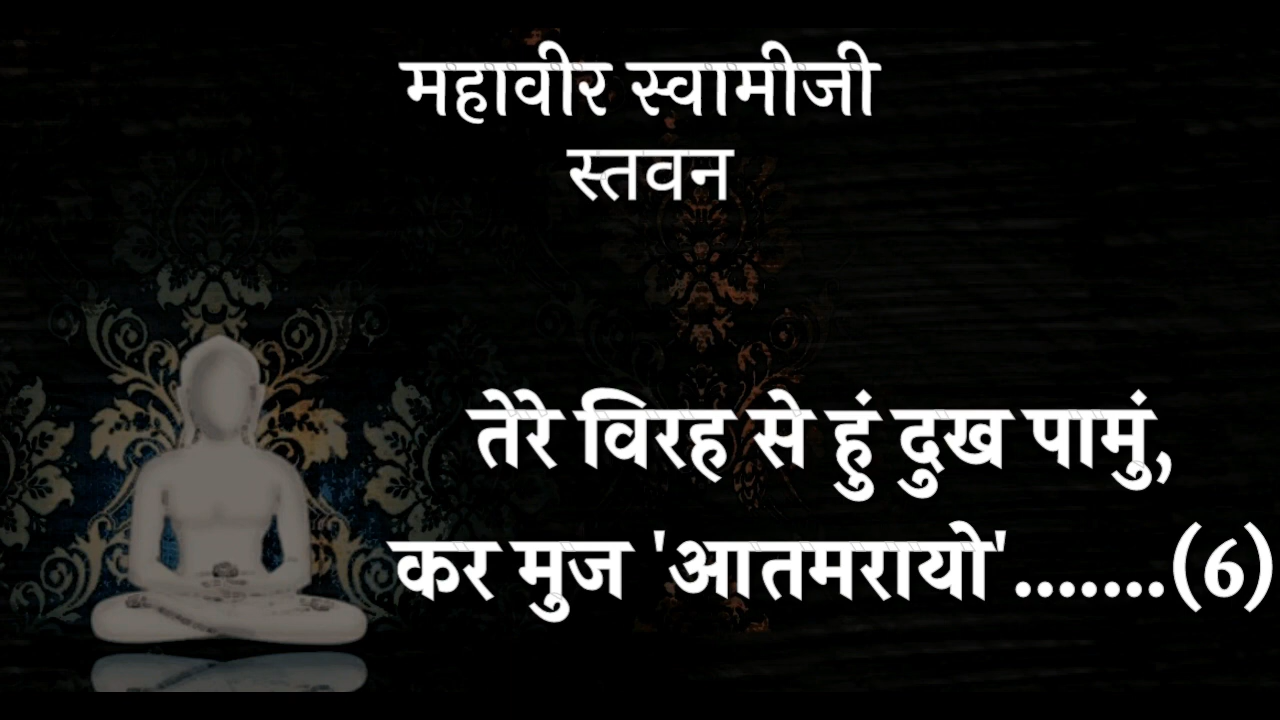 महावीर स्वामीजी
स्तवन
तेरे विरह से हुं दुख पामुं,
कर मुज 'आतमरायो'.......(6)